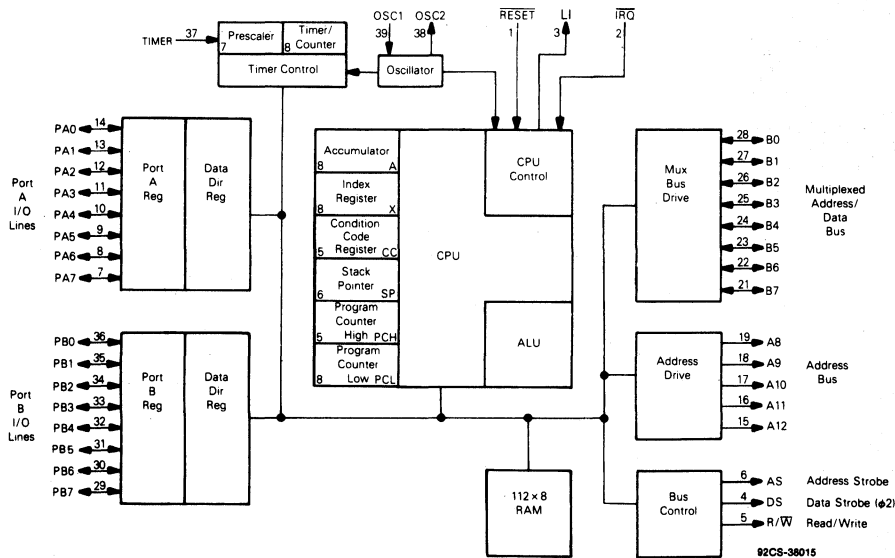 OSC1 OSC2 RESET LI IRQ
39 38 1 3 2
TIMER 37
Prescaler
7
Timer/
Counter
8
Timer Control
Oscillator
Port
A
I/O
Lines
PA0 14
PA1 13
PA2 12
PA3 11
PA4 10
PA5 9
PA6 8
PA7 7
Port
A
Reg
Data
Dir
Reg
Port
B
I/O
Lines
PB0 36
PB1 35
PB2 34
PB3 33
PB4 32
PB5 31
PB6 30
PB7 29
Port
B
Reg
Data
Dir
Reg
Accumulator
8 A
Index
Register
8 X
Condition
Code
Register
5 CC
Stack
Pointer
6 SP
Program
Counter
High
5 PCH
Program
Counter
Low
8 PCL
CPU
CPU
Control
ALU
112 × 8
RAM
Mux
Bus
Drive
28 B0
27 B1
26 B2
25 B3
24 B4
23 B5
22 B6
21 B7
Multiplexed
Address/
Data
Bus
Address
Drive
19 A8
18 A9
17 A10
16 A11
15 A12
Address
Bus
Bus
Control
6 AS Address Strobe
4 DS Data Strobe (ϕ2)
5 R/W̅ Read/Write
92CS-38015